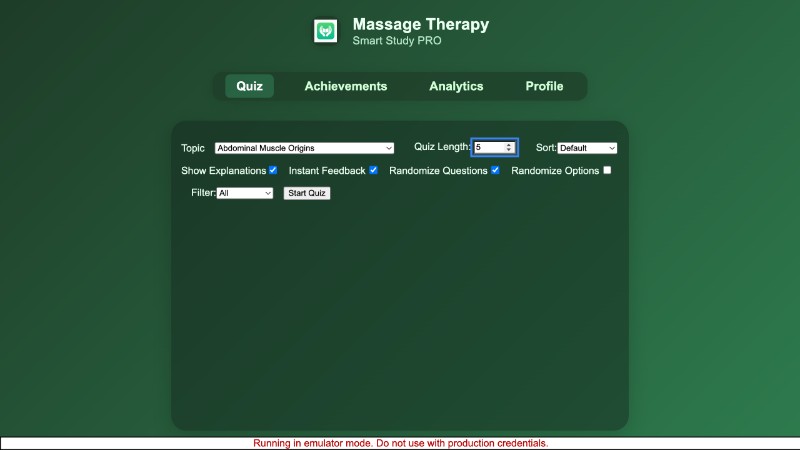 Massage Therapy
Smart Study PRO
Quiz Achievements Analytics Profile
Topic Abdominal Muscle Origins Quiz Length: 5 Sort: Default
Show Explanations Instant Feedback Randomize Questions Randomize Options
Filter: All Start Quiz
Running in emulator mode. Do not use with production credentials.